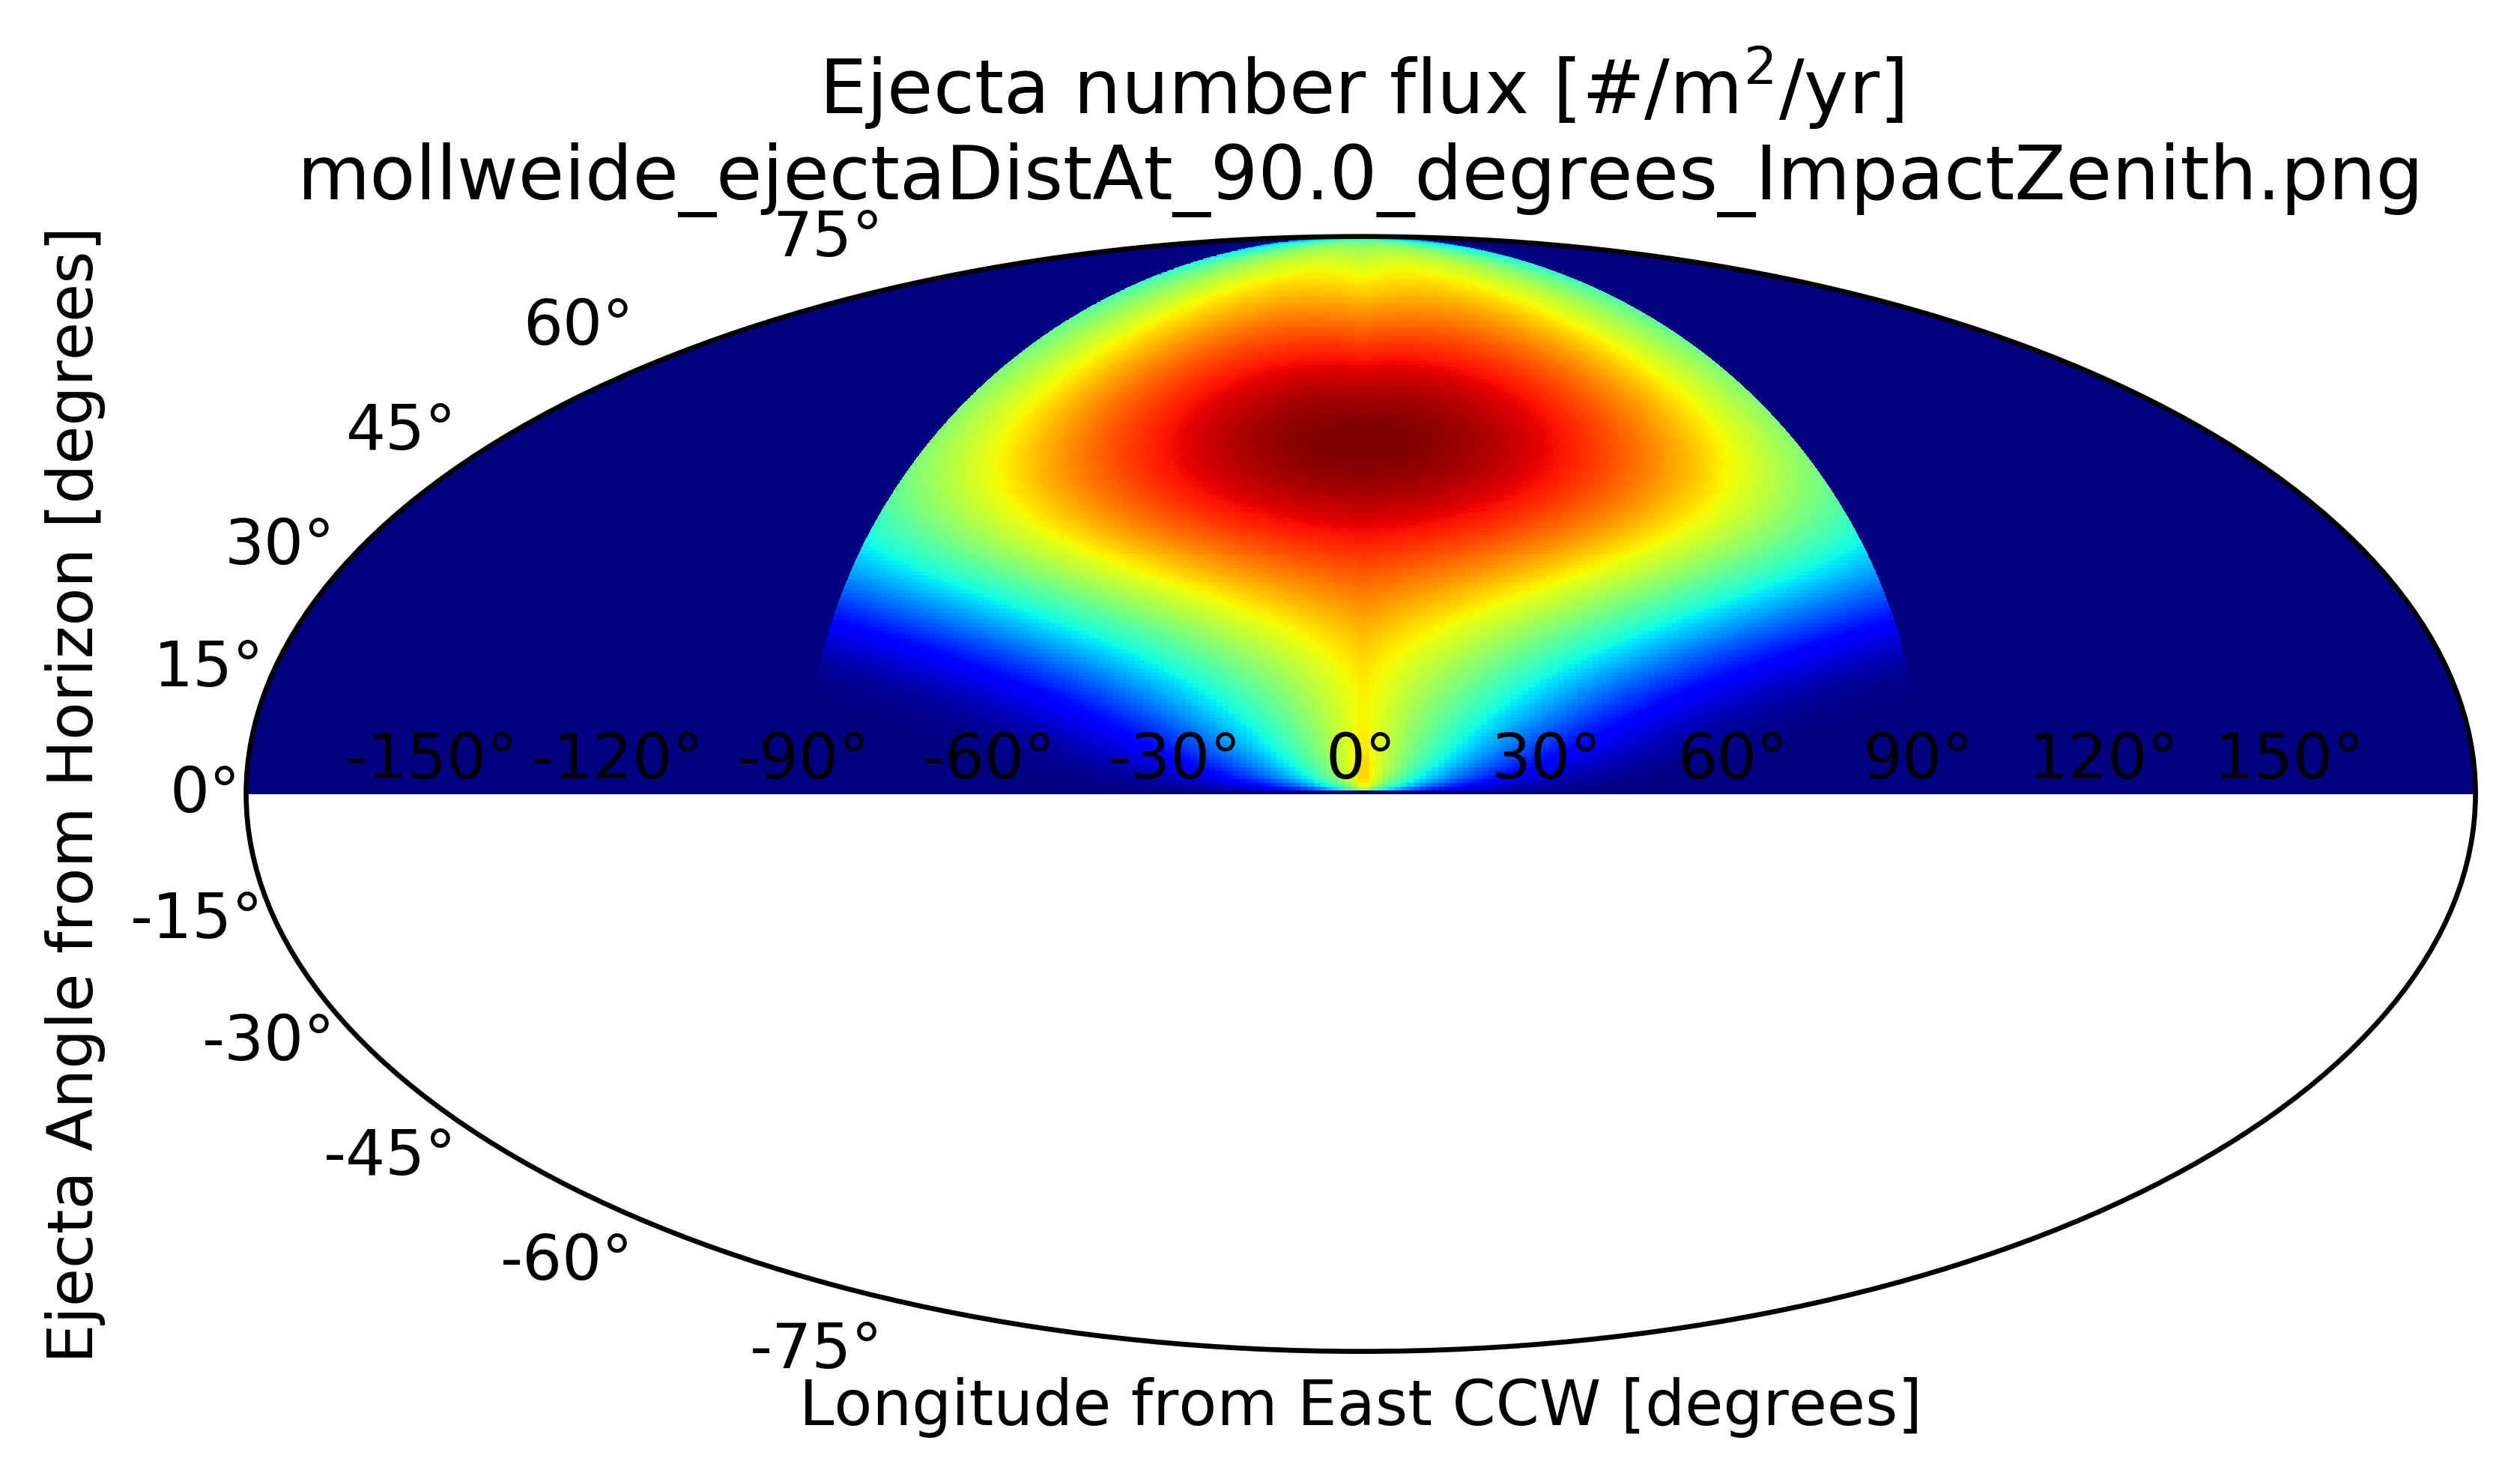 Ejecta number flux [#/m²/yr]
mollweide_ejectaDistAt_90.0_degrees_ImpactZenith.png
Ejecta Angle from Horizon [degrees]
75°
60°
45°
30°
15°
-150° -120° -90° -60° -30° 0° 30° 60° 90° 120° 150°
0°
-15°
-30°
-45°
-60°
-75°
Longitude from East CCW [degrees]